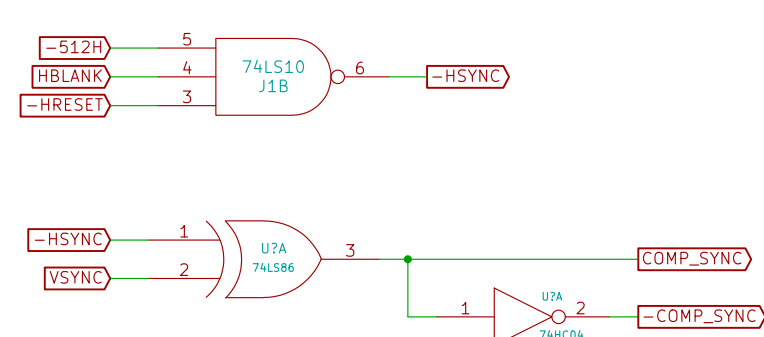 -512H
5
HBLANK
4
74LS10
6
-HSYNC
-HRESET
3
J1B
-HSYNC
1
U?A
74LS86
3
COMP_SYNC
VSYNC
2
U?A
1
2
-COMP_SYNC
74HC04